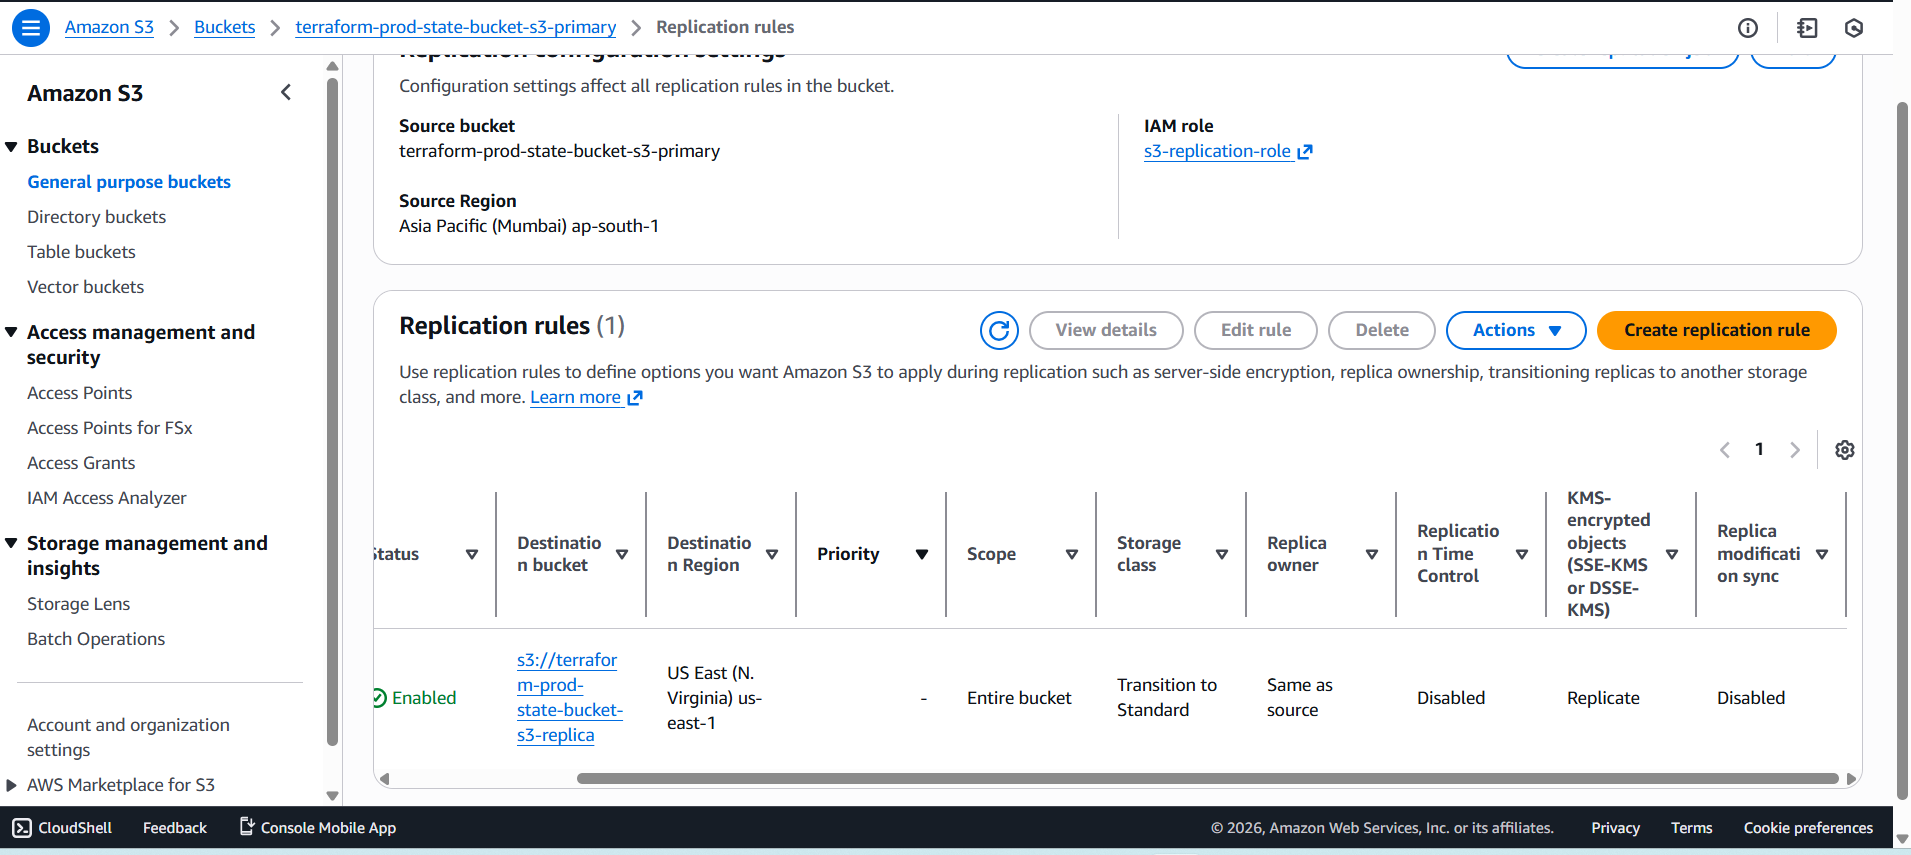 Amazon S3 > Buckets > terraform-prod-state-bucket-s3-primary > Replication rules
Amazon S3
Buckets
General purpose buckets
Directory buckets
Table buckets
Vector buckets
Access management and
security
Access Points
Access Points for FSx
Access Grants
IAM Access Analyzer
Storage management and
insights
Storage Lens
Batch Operations
Account and organization
settings
AWS Marketplace for S3
Replication configuration settings
Configuration settings affect all replication rules in the bucket.
Source bucket
terraform-prod-state-bucket-s3-primary
Source Region
Asia Pacific (Mumbai) ap-south-1
IAM role
s3-replication-role
Replication rules (1)
View details
Edit rule
Delete
Actions
Create replication rule
Use replication rules to define options you want Amazon S3 to apply during replication such as server-side encryption, replica ownership, transitioning replicas to another storage
class, and more. Learn more
1
Status
Destinatio
n bucket
Destinatio
n Region
Priority
Scope
Storage
class
Replica
owner
Replicatio
n Time
Control
KMS-
encrypted
objects
(SSE-KMS
or DSSE-
KMS)
Replica
modificati
on sync
Enabled
s3://terrafor
m-prod-
state-bucket-
s3-replica
US East (N.
Virginia) us-
east-1
-
Entire bucket
Transition to
Standard
Same as
source
Disabled
Replicate
Disabled
CloudShell
Feedback
Console Mobile App
© 2026, Amazon Web Services, Inc. or its affiliates.
Privacy
Terms
Cookie preferences